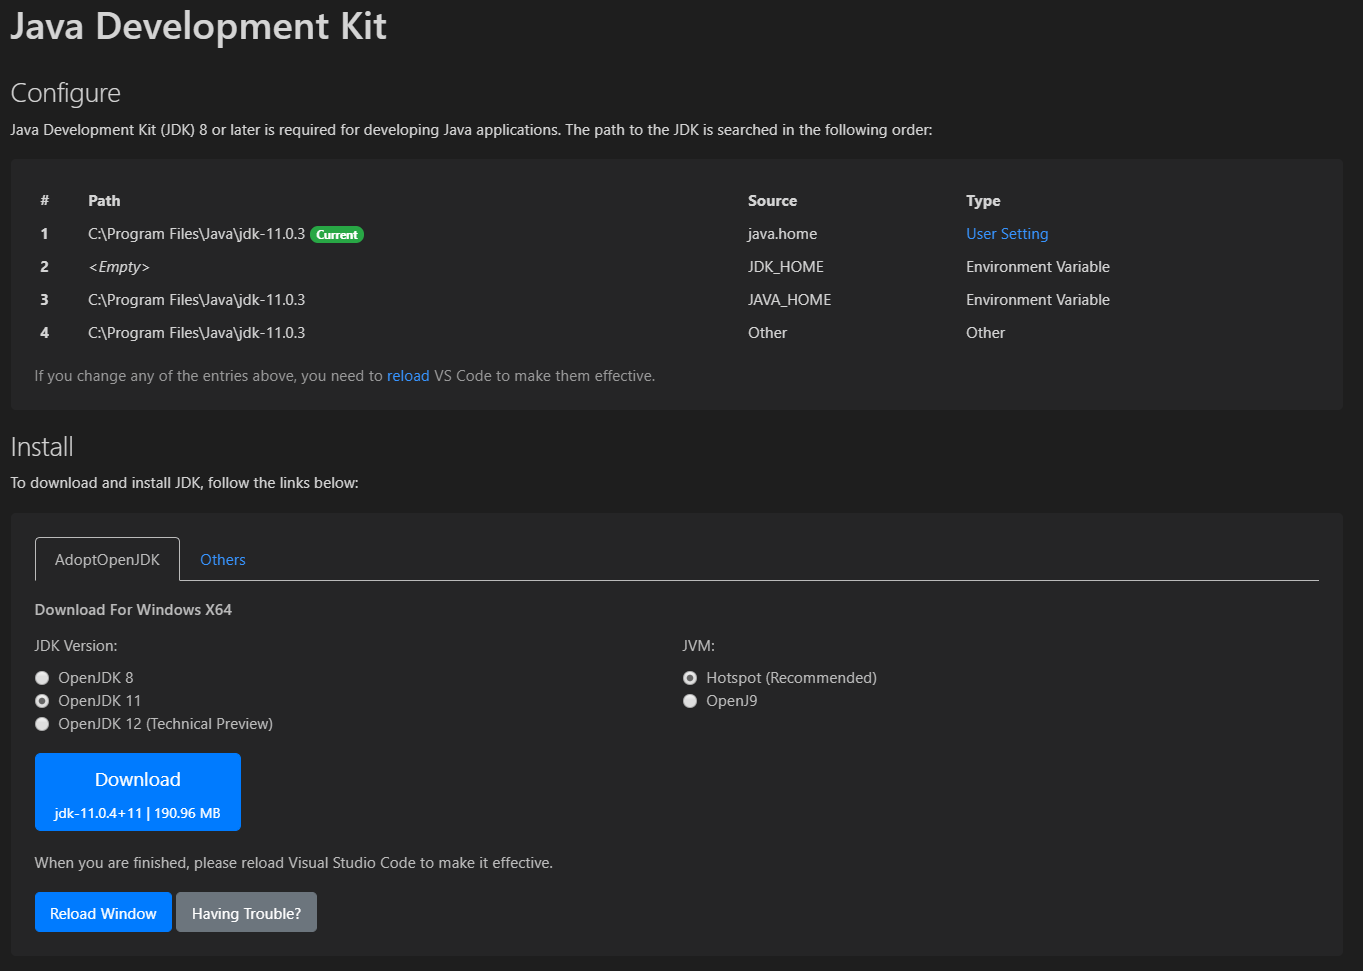 Java Development Kit
Configure
Java Development Kit (JDK) 8 or later is required for developing Java applications. The path to the JDK is searched in the following order:
# Path Source Type
1 C:\Program Files\Java\jdk-11.0.3 Current java.home User Setting
2 <Empty> JDK_HOME Environment Variable
3 C:\Program Files\Java\jdk-11.0.3 JAVA_HOME Environment Variable
4 C:\Program Files\Java\jdk-11.0.3 Other Other
If you change any of the entries above, you need to reload VS Code to make them effective.
Install
To download and install JDK, follow the links below:
AdoptOpenJDK Others
Download For Windows X64
JDK Version: JVM:
OpenJDK 8 Hotspot (Recommended)
OpenJDK 11 OpenJ9
OpenJDK 12 (Technical Preview)
Download
jdk-11.0.4+11 | 190.96 MB
When you are finished, please reload Visual Studio Code to make it effective.
Reload Window Having Trouble?